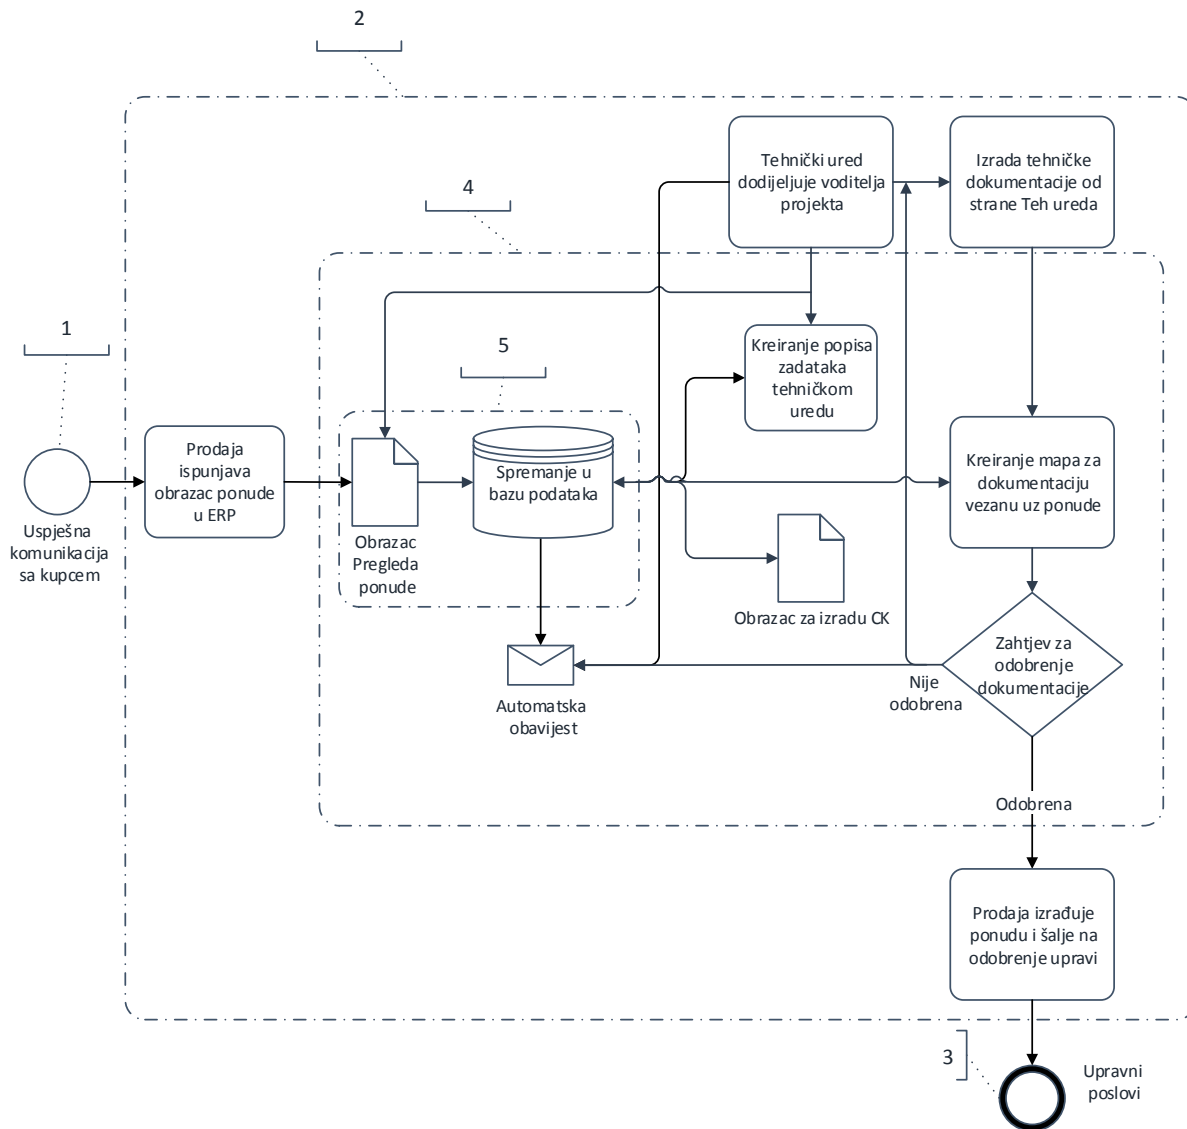 2
Tehnički ured
dodijeljuje voditelja
projekta
Izrada tehničke
dokumentacije od
strane Teh ureda
4
1
5
Kreiranje popisa
zadataka
tehničkom
uredu
Prodaja
ispunjava
obrazac ponude
u ERP
Spremanje u
bazu podataka
Kreiranje mapa za
dokumentaciju
vezanu uz ponude
Uspješna
komunikacija
sa kupcem
Obrazac
Pregleda
ponude
Obrazac za izradu CK
Zahtjev za
odobrenje
dokumentacije
Nije
odobrena
Automatska
obavijest
Odobrena
Prodaja izrađuje
ponudu i šalje na
odobrenje upravi
3
Upravni
poslovi